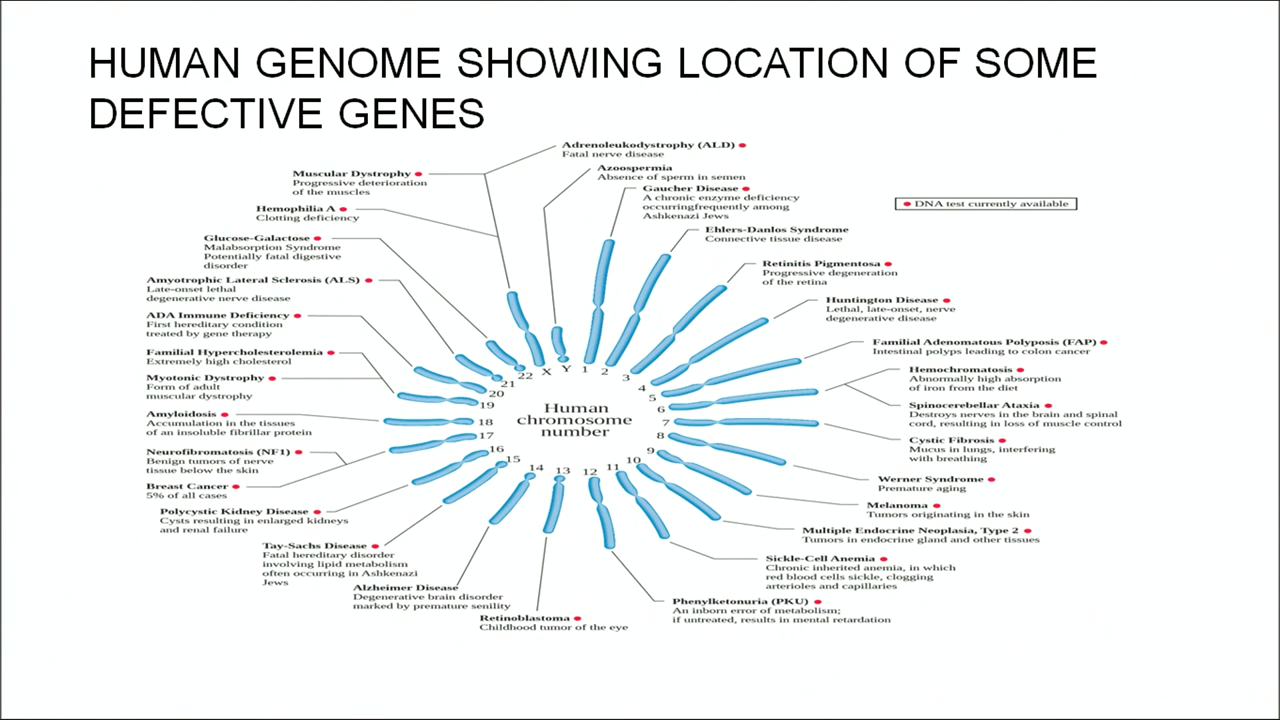 HUMAN GENOME SHOWING LOCATION OF SOME
DEFECTIVE GENES
Adrenoleukodystrophy (ALD)
Fatal nerve disease
Azoospermia
Absence of sperm in semen
Gaucher Disease
A chronic enzyme deficiency
occurringfrequently among
Ashkenazi Jews
DNA test currently available
Ehlers-Danlos Syndrome
Connective tissue disease
Retinitis Pigmentosa
Progressive degeneration
of the retina
Huntington Disease
Lethal, late-onset, nerve
degenerative disease
Familial Adenomatous Polyposis (FAP)
Intestinal polyps leading to colon cancer
Hemochromatosis
Abnormally high absorption
of iron from the diet
Spinocerebellar Ataxia
Destroys nerves in the brain and spinal
cord, resulting in loss of muscle control
Cystic Fibrosis
Mucus in lungs, interfering
with breathing
Werner Syndrome
Premature aging
Melanoma
Tumors originating in the skin
Multiple Endocrine Neoplasia, Type 2
Tumors in endocrine gland and other tissues
Sickle-Cell Anemia
Chronic inherited anemia, in which
red blood cells sickle, clogging
arterioles and capillaries
Phenylketonuria (PKU)
An inborn error of metabolism;
if untreated, results in mental retardation
Retinoblastoma
Childhood tumor of the eye
Alzheimer Disease
Degenerative brain disorder
marked by premature senility
Tay-Sachs Disease
Fatal hereditary disorder
involving lipid metabolism
often occurring in Ashkenazi
Jews
Polycystic Kidney Disease
Cysts resulting in enlarged kidneys
and renal failure
Breast Cancer
5% of all cases
Neurofibromatosis (NF1)
Benign tumors of nerve
tissue below the skin
Amyloidosis
Accumulation in the tissues
of an insoluble fibrillar protein
Myotonic Dystrophy
Form of adult
muscular dystrophy
Familial Hypercholesterolemia
Extremely high cholesterol
ADA Immune Deficiency
First hereditary condition
treated by gene therapy
Amyotrophic Lateral Sclerosis (ALS)
Late-onset lethal
degenerative nerve disease
Glucose-Galactose
Malabsorption Syndrome
Potentially fatal digestive
disorder
Hemophilia A
Clotting deficiency
Muscular Dystrophy
Progressive deterioration
of the muscles
Human
chromosome
number
1
2
3
4
5
6
7
8
9
10
11
12
13
14
15
16
17
18
19
20
21
22
X
Y